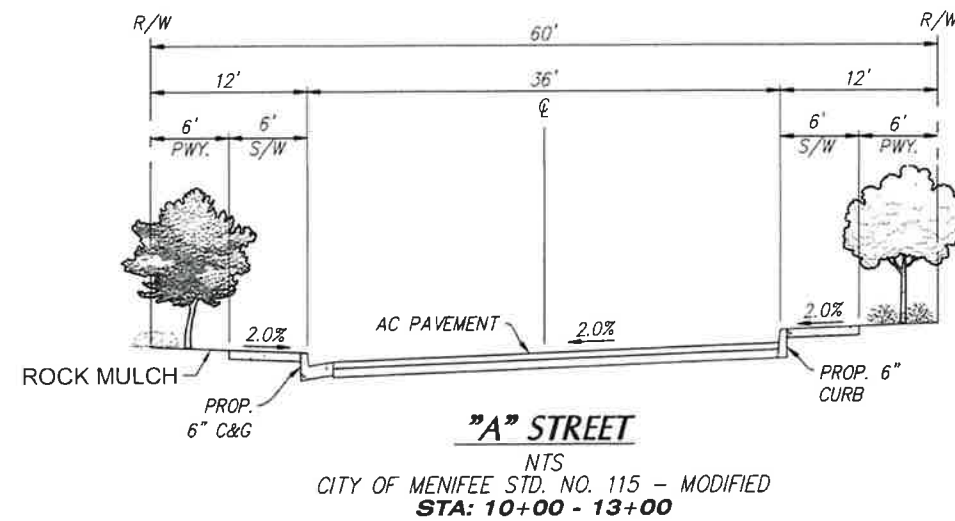 R/W
R/W
60'
12'
36'
12'
℄
6'
6'
6'
6'
PWY.
S/W
S/W
PWY.
2.0%
AC PAVEMENT
2.0%
2.0%
ROCK MULCH
PROP.
6" C&G
PROP. 6"
CURB
"A" STREET
NTS
CITY OF MENIFEE STD. NO. 115 - MODIFIED
STA: 10+00 - 13+00